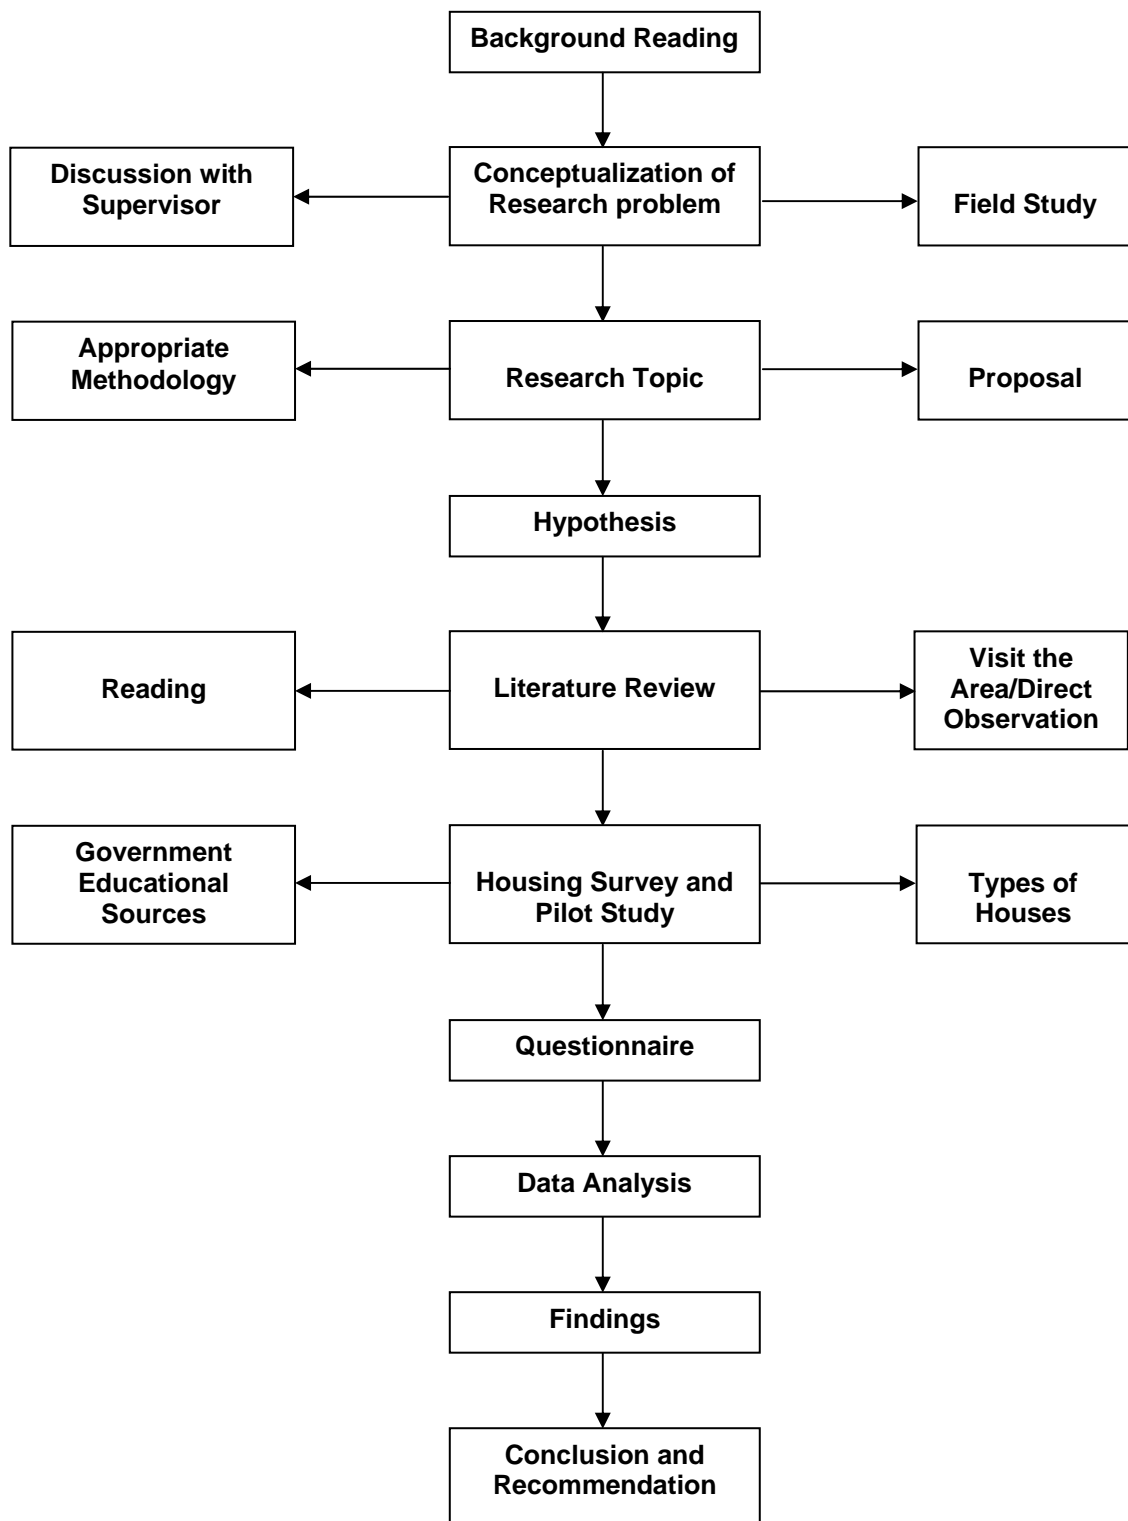 Background Reading
Discussion with
Supervisor
Conceptualization of
Research problem
Field Study
Appropriate
Methodology
Research Topic
Proposal
Hypothesis
Reading
Literature Review
Visit the
Area/Direct
Observation
Government
Educational
Sources
Housing Survey and
Pilot Study
Types of
Houses
Questionnaire
Data Analysis
Findings
Conclusion and
Recommendation